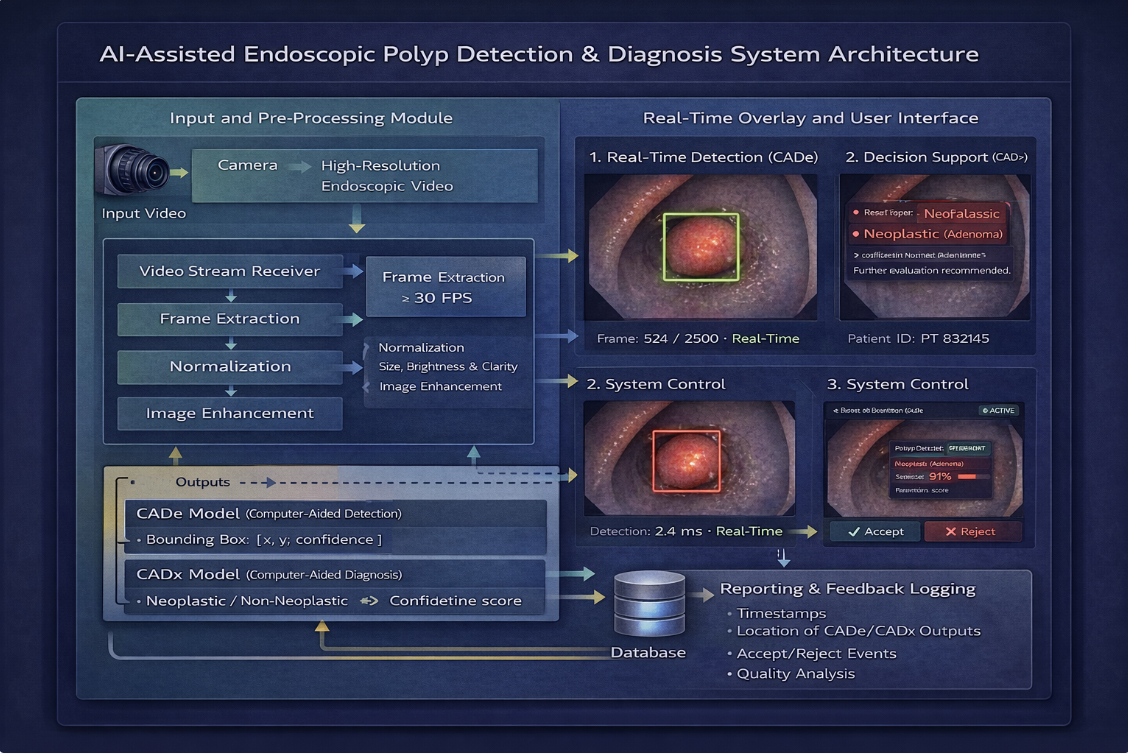 AI-Assisted Endoscopic Polyp Detection & Diagnosis System Architecture
Input and Pre-Processing Module
Camera
High-Resolution
Endoscopic Video
Input Video
Video Stream Receiver
Frame Extraction
Normalization
Image Enhancement
Frame Extraction
≥ 30 FPS
Normalization
Size, Brightness & Clarity
Image Enhancement
Outputs
CADe Model (Computer-Aided Detection)
• Bounding Box: [x, y; confidence]
CADx Model (Computer-Aided Diagnosis)
• Neoplastic / Non-Neoplastic
Confidetine score
Real-Time Overlay and User Interface
1. Real-Time Detection (CADe)
Frame: 524 / 2500 · Real-Time
2. Decision Support
• Neofalassic
• Neoplastic (Adenoma)
Further evaluation recommended.
Patient ID: PT 832145
2. System Control
Detection: 2.4 ms · Real-Time
3. System Control
ACTIVE
Neoplastc (Adenoma)
91%
score
✓ Accept
✕ Reject
Database
Reporting & Feedback Logging
• Timestamps
• Location of CADe/CADx Outputs
• Accept/Reject Events
• Quality Analysis